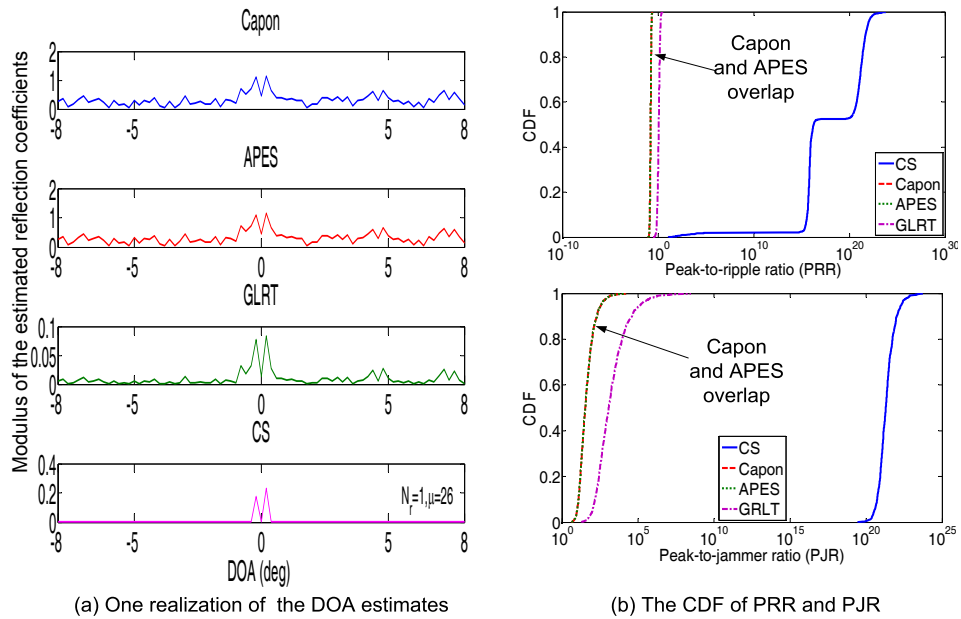 Modulus of the estimated reflection coefficients
Capon
2
1
0
-8 -5 5 8
APES
2
1
0
-8 -5 0 5 8
GLRT
0.1
0.05
0
-8 -5 0 5 8
CS
0.4
0.2
0
N_r=1,μ=26
-8 -5 0 5 8
DOA (deg)
(a) One realization of the DOA estimates
CDF
1
0.8
0.6
0.4
0.2
0
Capon
and APES
overlap
CS
Capon
APES
GLRT
10^-10 10^0 10^10 10^20 10^30
Peak-to-ripple ratio (PRR)
CDF
1
0.8
0.6
0.4
0.2
0
Capon
and APES
overlap
CS
Capon
APES
GRLT
10^0 10^5 10^10 10^15 10^20 10^25
Peak-to-jammer ratio (PJR)
(b) The CDF of PRR and PJR